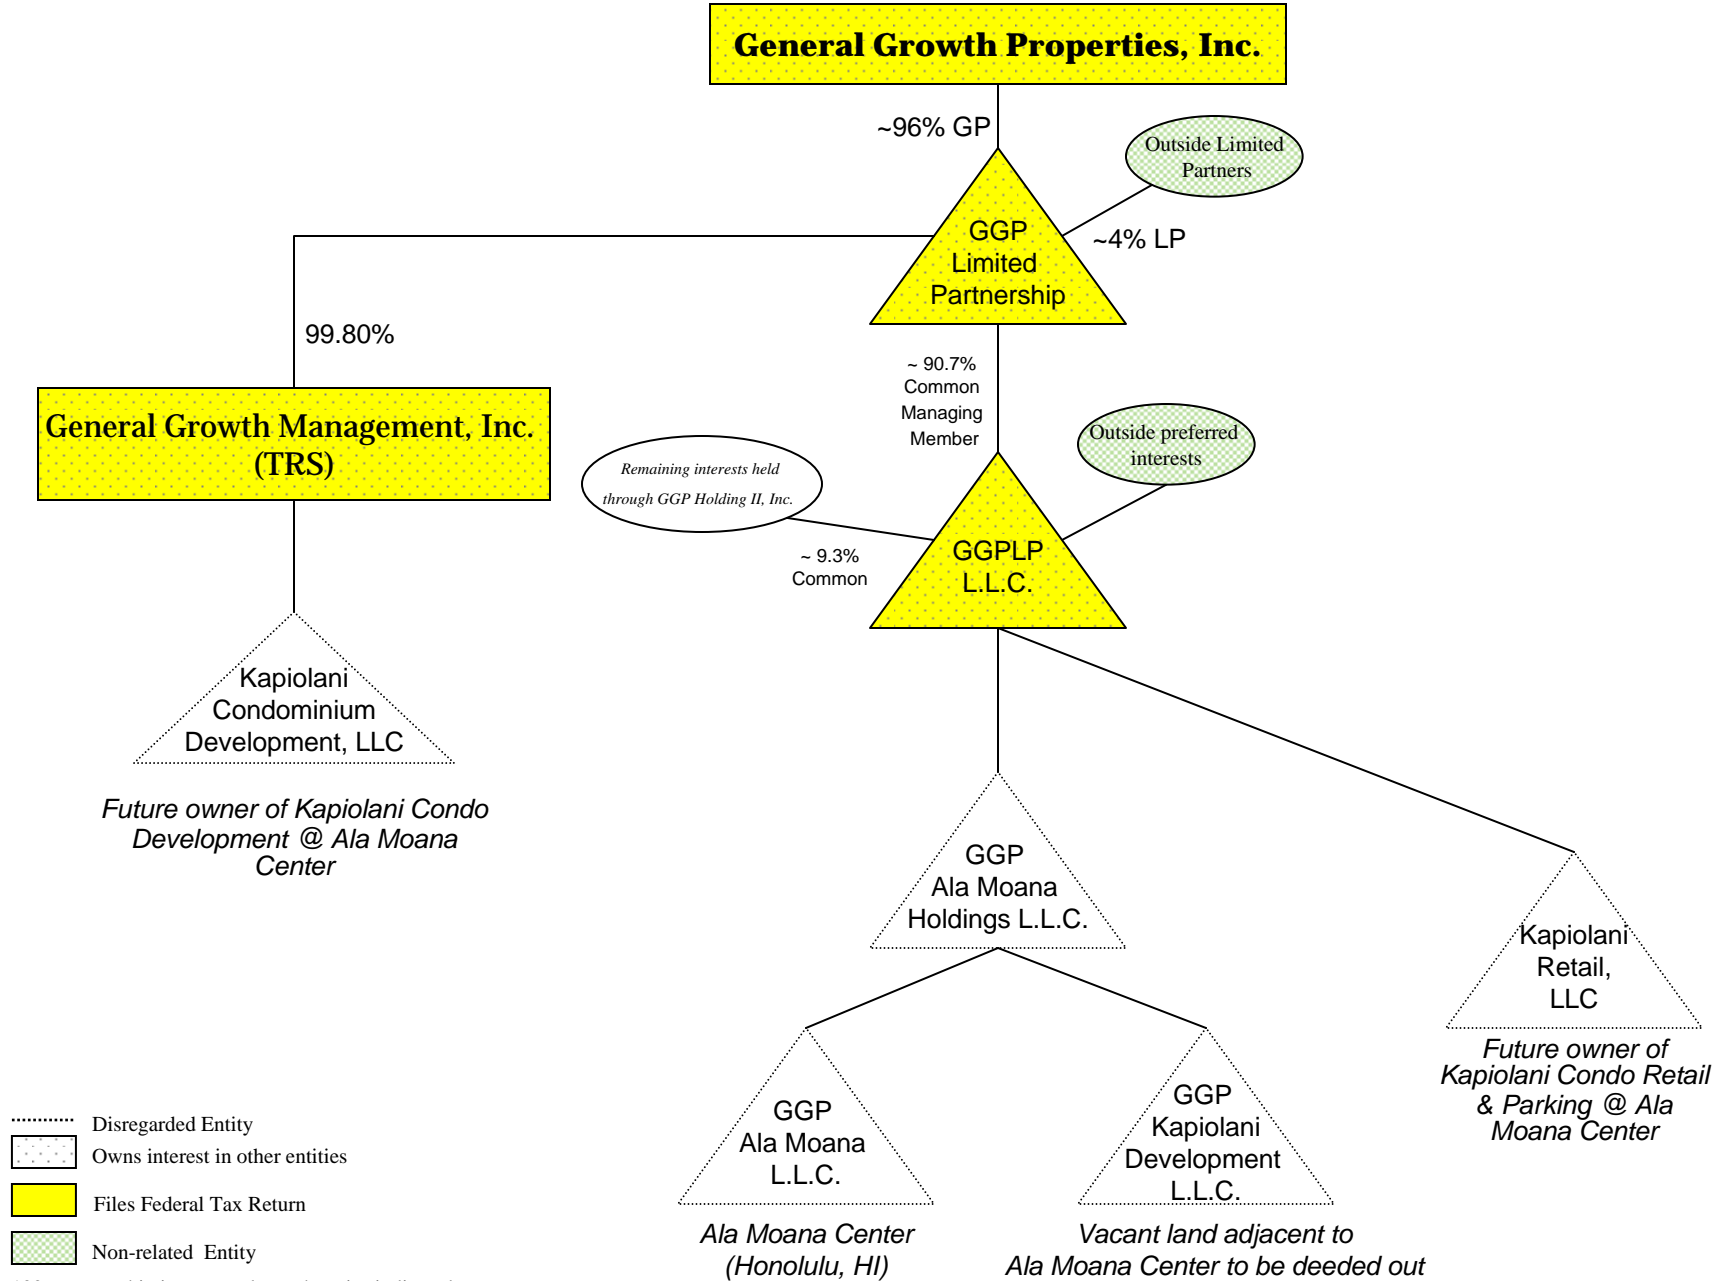 General Growth Properties, Inc.
~96% GP
Outside Limited
Partners
GGP
Limited
Partnership
~4% LP
99.80%
~ 90.7%
Common
Managing
Member
General Growth Management, Inc.
(TRS)
Outside preferred
interests
Remaining interests held
through GGP Holding II, Inc.
~ 9.3%
Common
GGPLP
L.L.C.
Kapiolani
Condominium
Development, LLC
Future owner of Kapiolani Condo
Development @ Ala Moana
Center
GGP
Ala Moana
Holdings L.L.C.
Kapiolani
Retail,
LLC
Future owner of
Kapiolani Condo Retail
& Parking @ Ala
Moana Center
GGP
Ala Moana
L.L.C.
Ala Moana Center
(Honolulu, HI)
GGP
Kapiolani
Development
L.L.C.
Vacant land adjacent to
Ala Moana Center to be deeded out
Disregarded Entity
Owns interest in other entities
Files Federal Tax Return
Non-related Entity